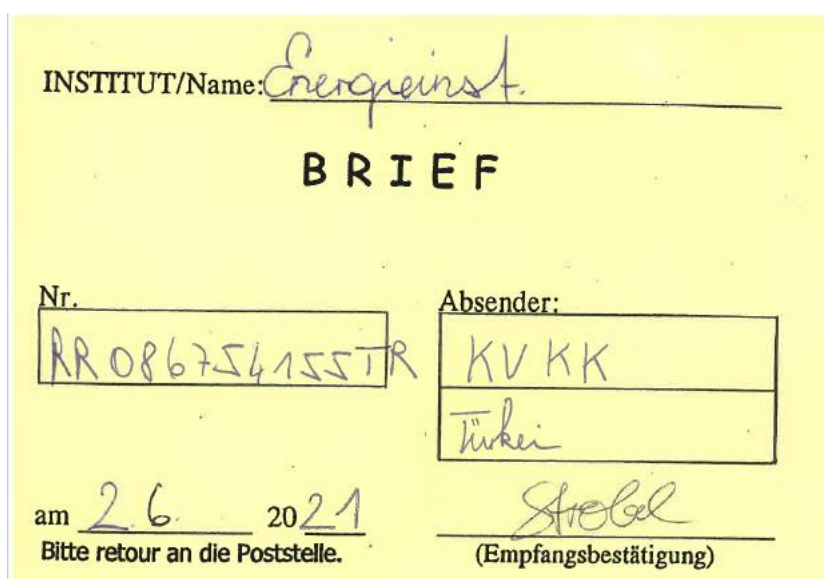 INSTITUT/Name: Energieinst.
BRIEF
Nr.
RR086754155TR
Absender:
KVKK
Türkei
am 2.6. 2021
Strobel
Bitte retour an die Poststelle.
(Empfangsbestätigung)